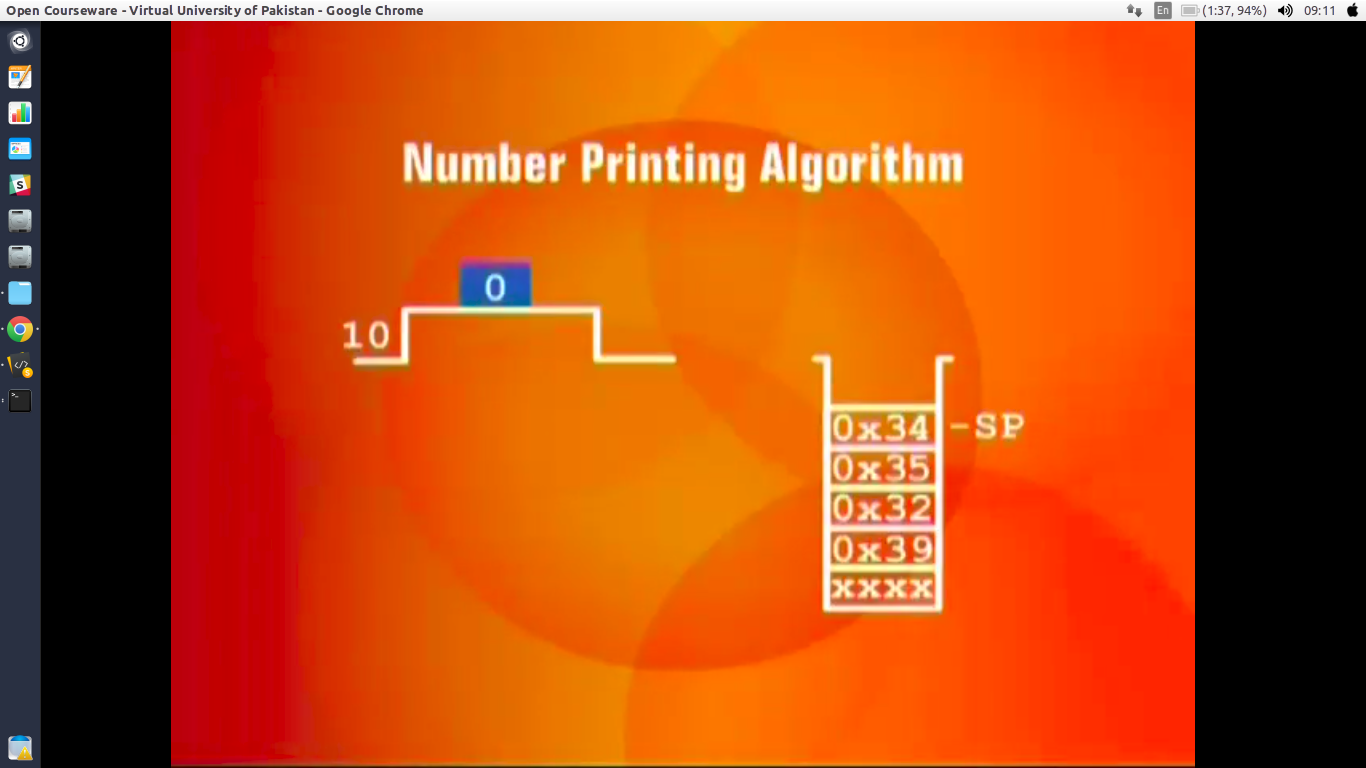 Open Courseware - Virtual University of Pakistan - Google Chrome
En
(1:37, 94%)
09:11
Number Printing Algorithm
0
10
0x34 -SP
0x35
0x32
0x39
xxxx